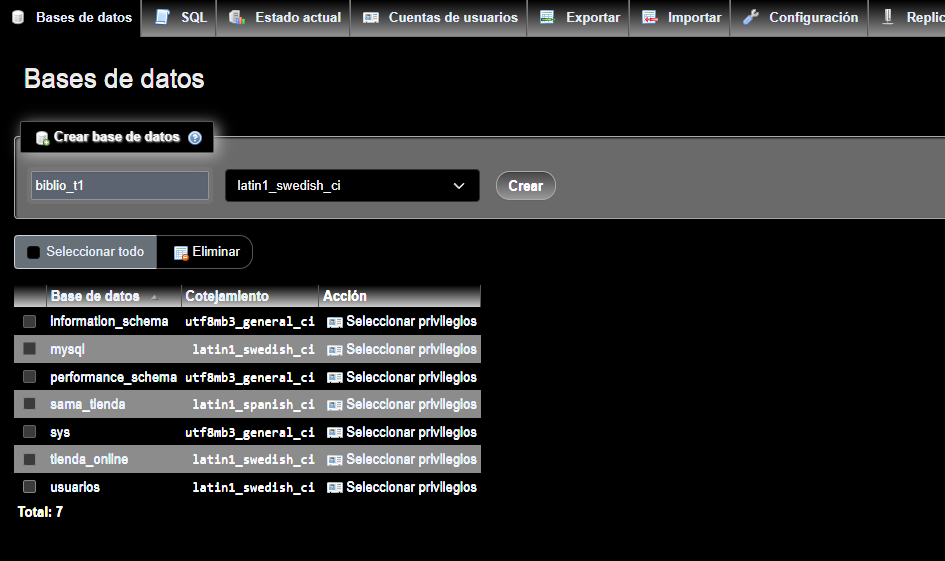 Bases de datos SQL Estado actual Cuentas de usuarios Exportar Importar Configuración Replic
Bases de datos
Crear base de datos
biblio_t1 latin1_swedish_ci Crear
Seleccionar todo Eliminar
Base de datos Cotejamiento Acción
information_schema utf8mb3_general_ci Seleccionar privilegios
mysql latin1_swedish_ci Seleccionar privilegios
performance_schema utf8mb3_general_ci Seleccionar privilegios
sama_tienda latin1_spanish_ci Seleccionar privilegios
sys utf8mb3_general_ci Seleccionar privilegios
tienda_online latin1_swedish_ci Seleccionar privilegios
usuarios latin1_swedish_ci Seleccionar privilegios
Total: 7